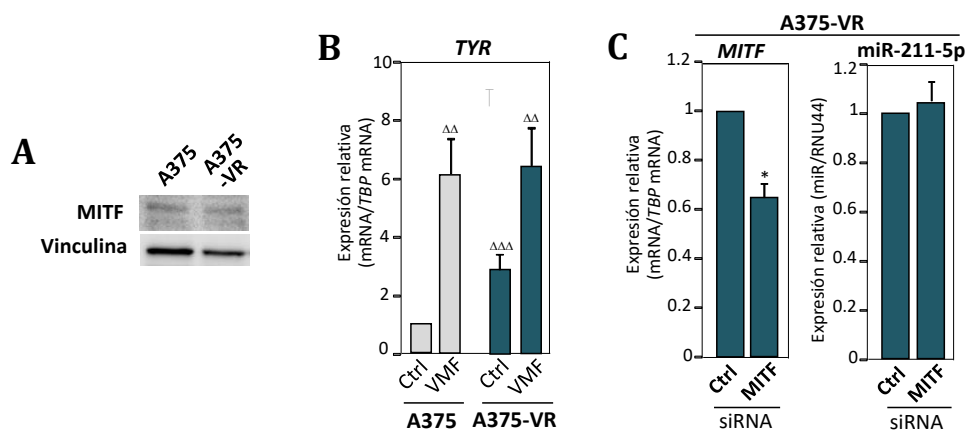 A
A375
A375
-VR
MITF
Vinculina
B
TYR
Expresión relativa
(mRNA/TBP mRNA)
10
8
6
4
2
0
ΔΔ
ΔΔΔ
ΔΔ
Ctrl
VMF
Ctrl
VMF
A375
A375-VR
C
A375-VR
MITF
Expresión relativa
(mRNA/TBP mRNA)
1.2
1
0.8
0.6
0.4
0.2
0
*
Ctrl
MITF
siRNA
miR-211-5p
Expresión relativa (miR/RNU44)
1.2
1
0.8
0.6
0.4
0.2
0
Ctrl
MITF
siRNA